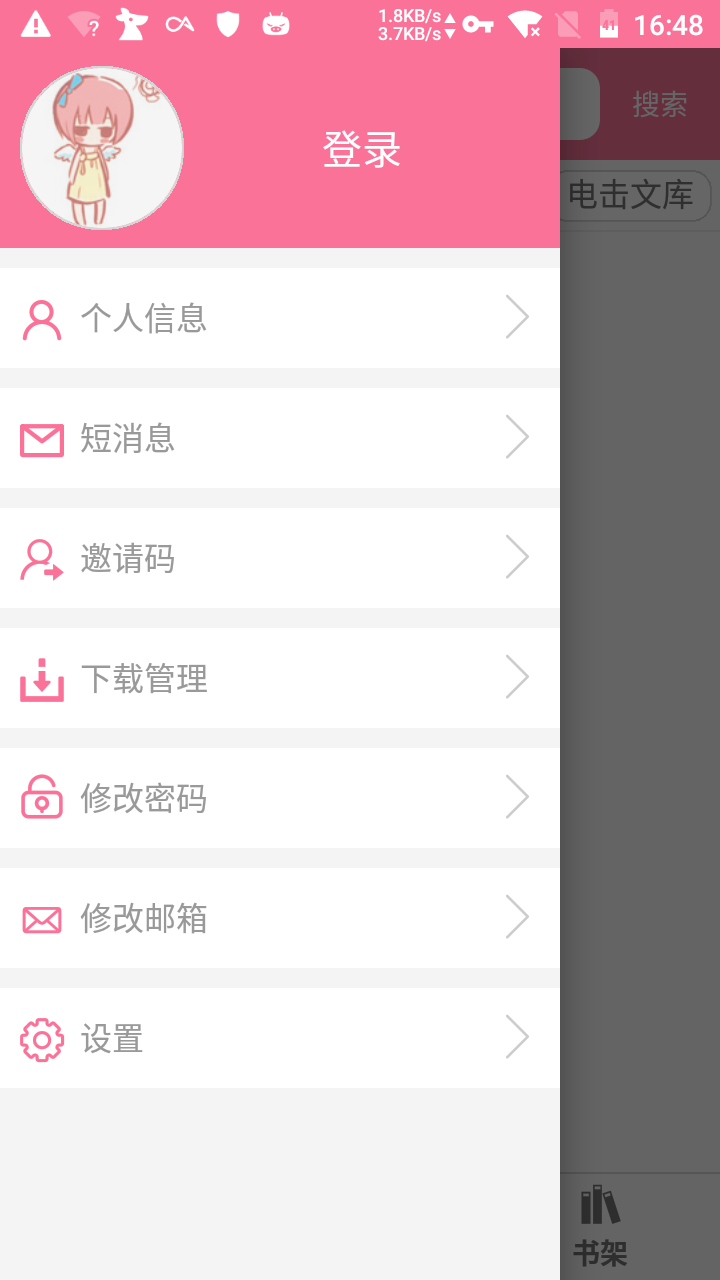 1.8KB/s
3.7KB/s
41
16:48
登录
搜索
电击文库
个人信息
短消息
邀请码
下载管理
修改密码
修改邮箱
设置
书架